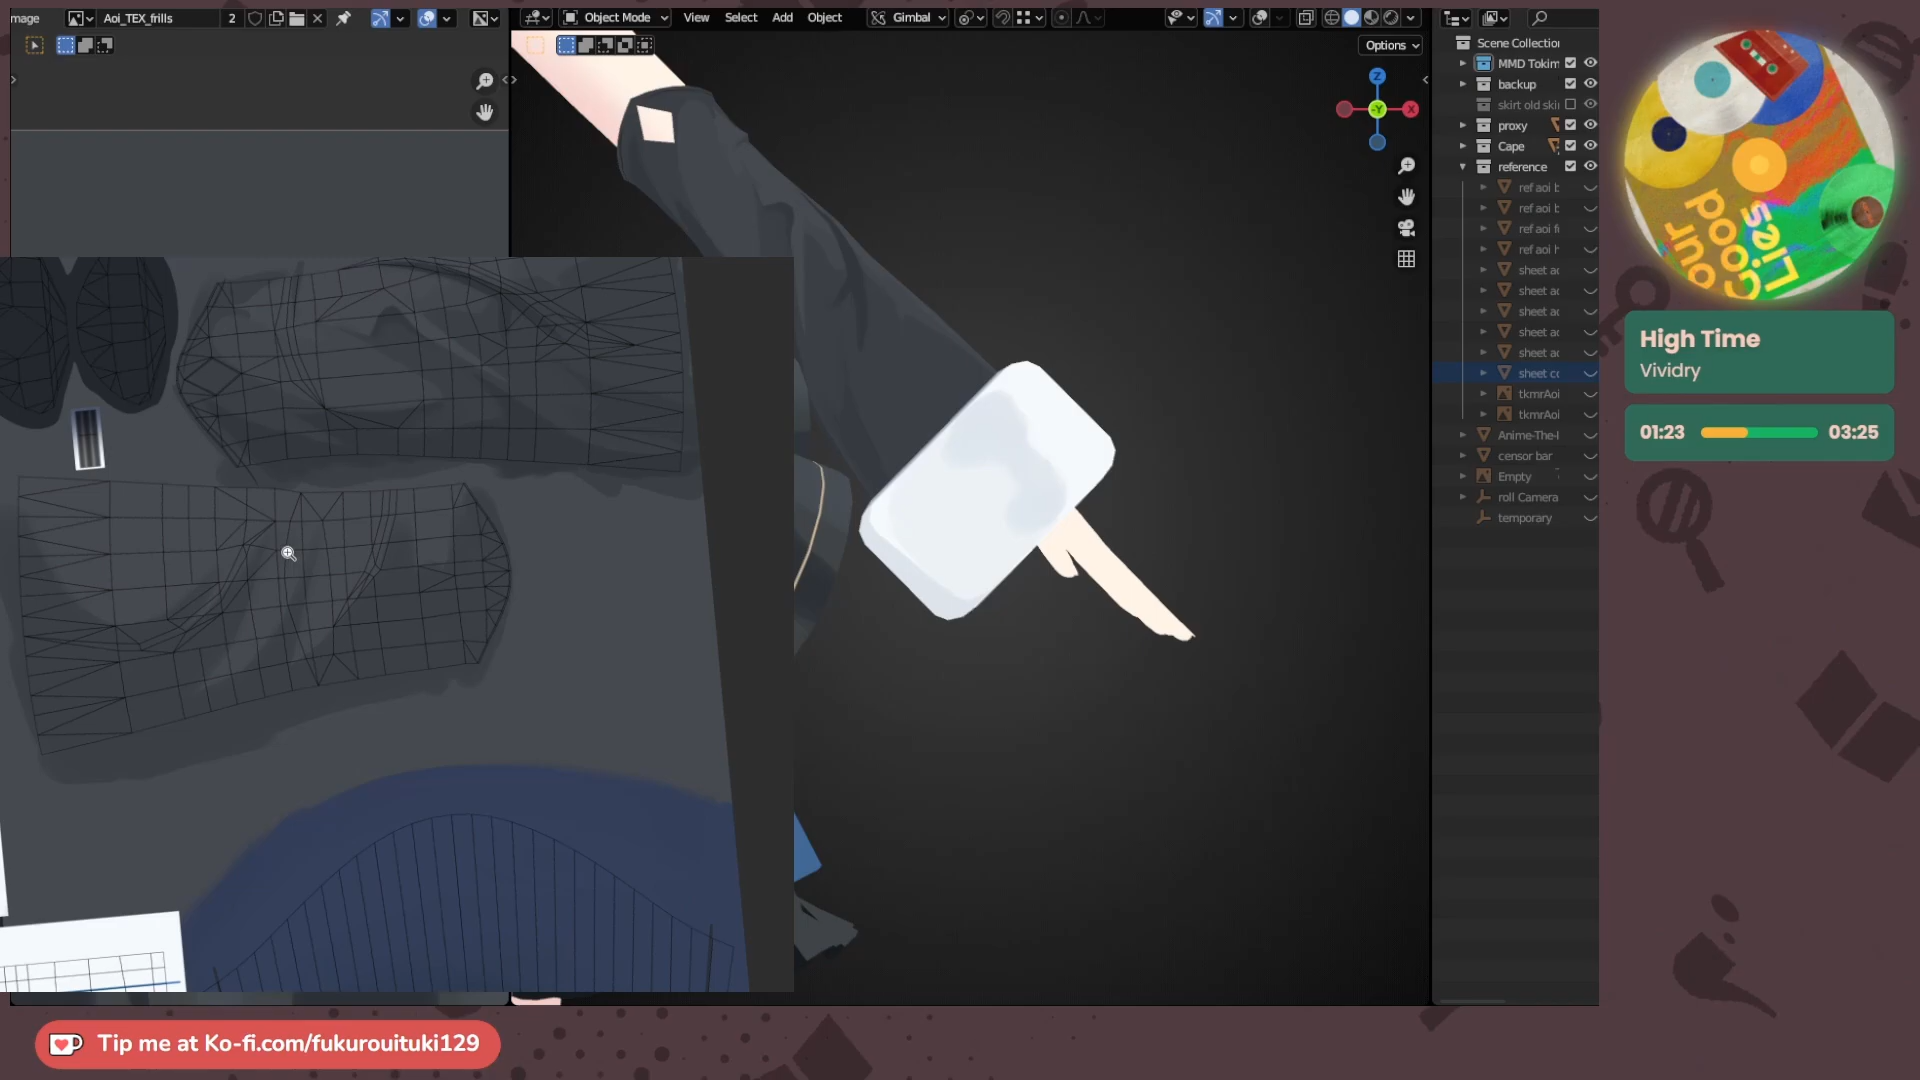 mage
Aoi_TEX_frills
2
Object Mode
View
Select
Add
Object
Gimbal
Options
Z
-Y
X
Scene Collection
MMD Tokim
backup
skirt old skir
proxy
Cape
reference
ref aoi b
ref aoi b
ref aoi f
ref aoi h
sheet ac
sheet ac
sheet ac
sheet ac
sheet ac
sheet cc
tkmrAoi
tkmrAoi
Anime-The-I
censor bar
Empty
roll Camera
temporary
our
Good
Lies
High Time
Vividry
01:23
03:25
Tip me at Ko-fi.com/fukurouituki129